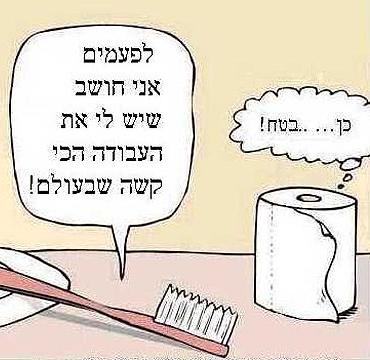 לפעמים
אני חושב
שיש לי את
העבודה הכי
קשה שבעולם!
כן... ..בטח!